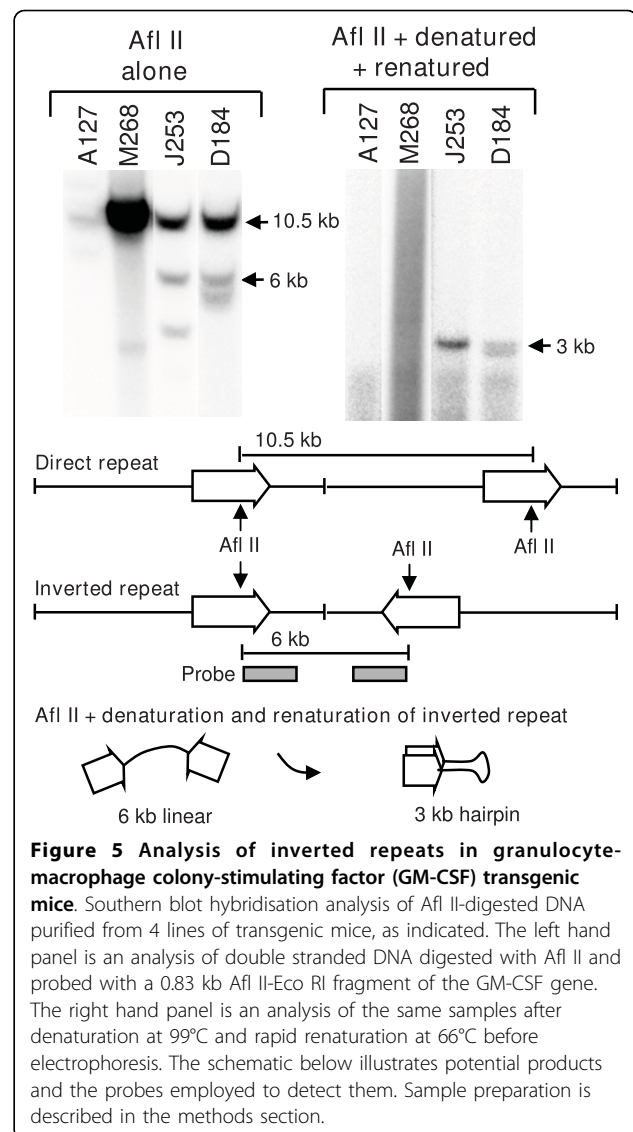 Afl II
alone
Afl II + denatured
+ renatured
A127
M268
J253
D184
A127
M268
J253
D184
10.5 kb
6 kb
3 kb
10.5 kb
Direct repeat
Afl II
Afl II
Afl II
Inverted repeat
6 kb
Probe
Afl II + denaturation and renaturation of inverted repeat
6 kb linear
3 kb hairpin
Figure 5 Analysis of inverted repeats in granulocyte-
macrophage colony-stimulating factor (GM-CSF) transgenic
mice. Southern blot hybridisation analysis of Afl II-digested DNA
purified from 4 lines of transgenic mice, as indicated. The left hand
panel is an analysis of double stranded DNA digested with Afl II and
probed with a 0.83 kb Afl II-Eco RI fragment of the GM-CSF gene.
The right hand panel is an analysis of the same samples after
denaturation at 99°C and rapid renaturation at 66°C before
electrophoresis. The schematic below illustrates potential products
and the probes employed to detect them. Sample preparation is
described in the methods section.